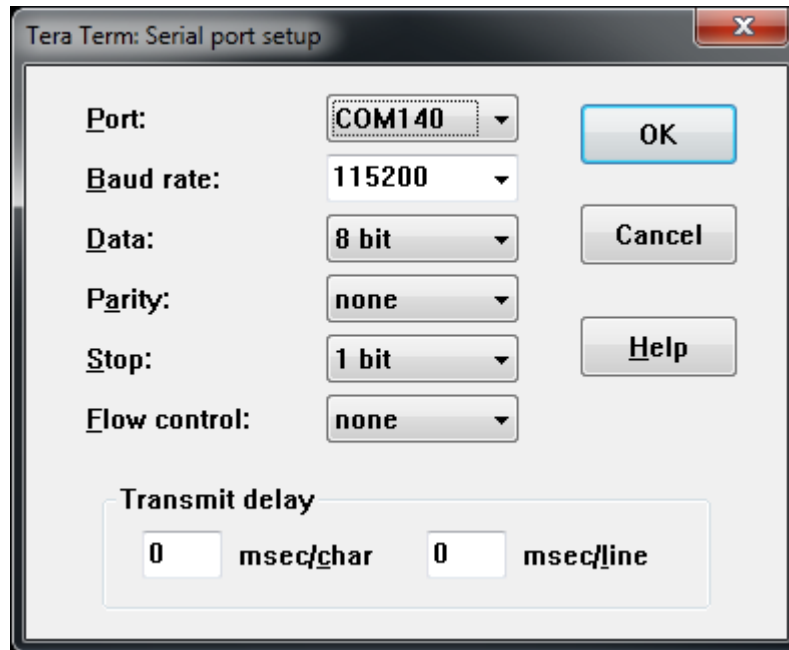 Tera Term: Serial port setup
x
Port: COM140 OK
Baud rate: 115200
Data: 8 bit Cancel
Parity: none
Stop: 1 bit Help
Flow control: none
Transmit delay
0 msec/char 0 msec/line